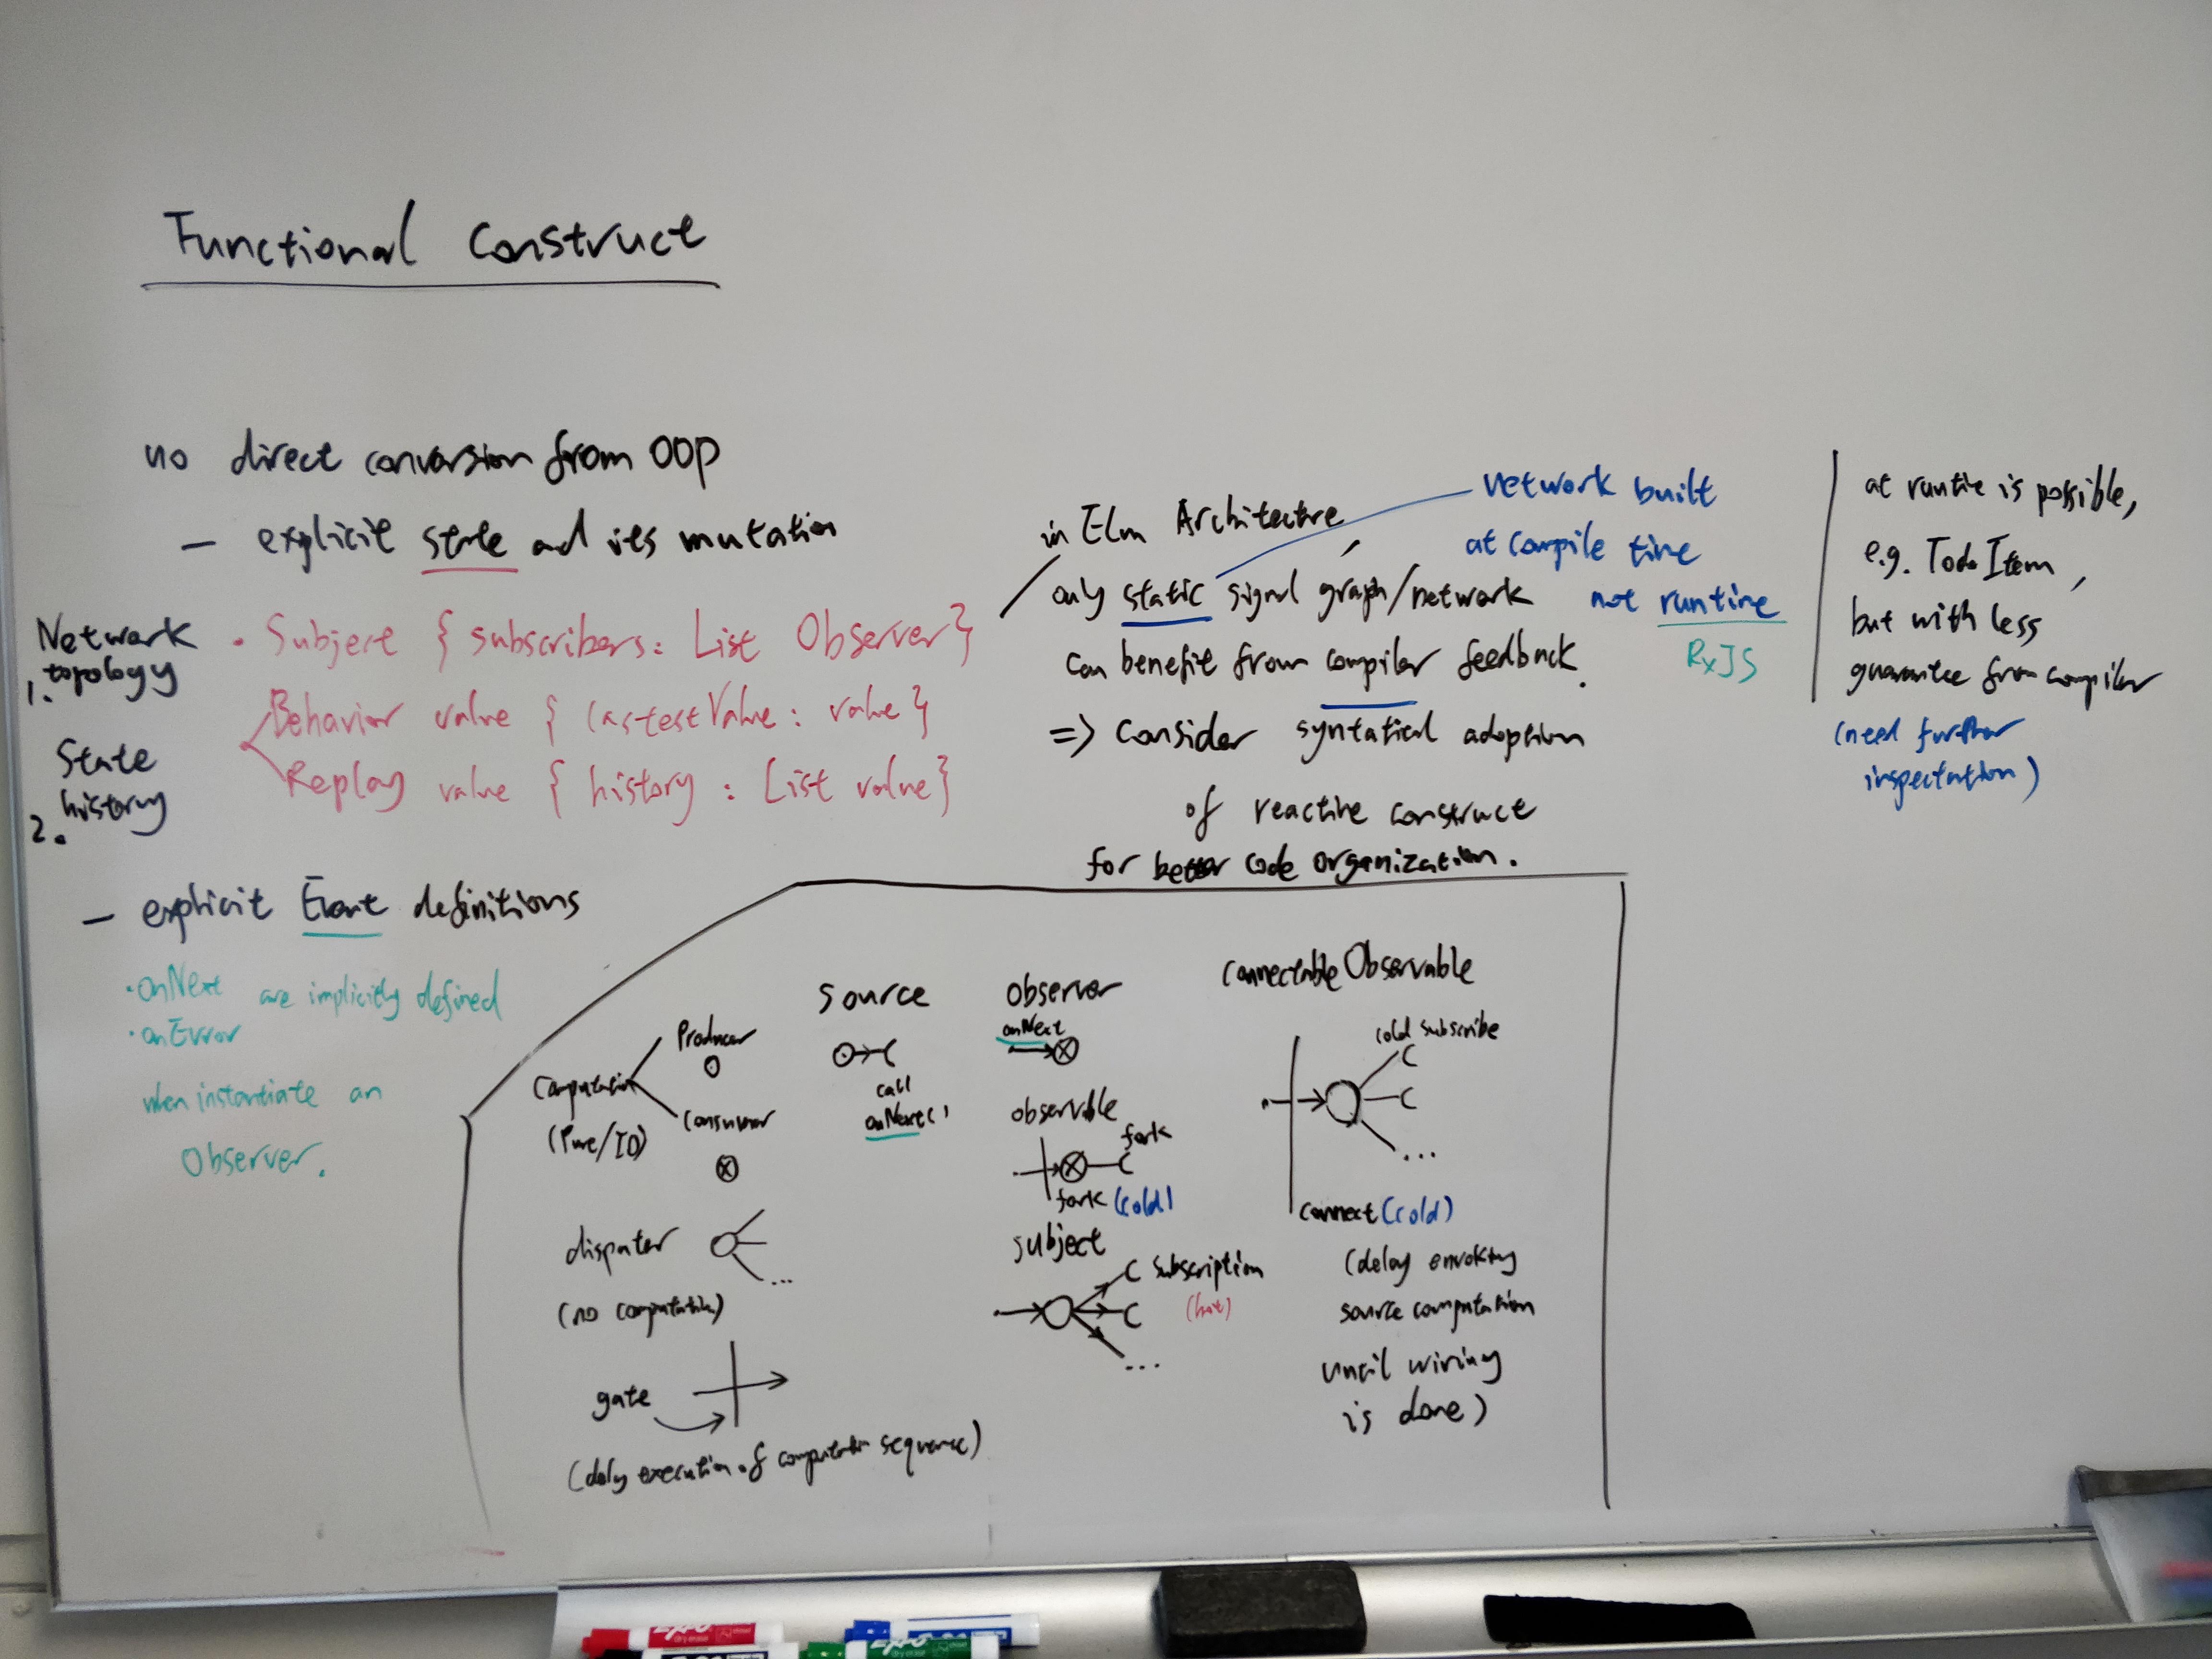 Functional Construct
no direct conversion from OOP
— explicit state and its mutation
Network
1. topology
• Subject { subscribers: List Observer }
Behavior value { lastestValue : value }
Replay value { history : List value }
State
2. history
in Elm Architecture,
only static signal graph/network
can benefit from compiler feedback.
=> Consider syntatical adoption
of reactive construct
for better code organization.
network built
at compile time
not runtime
RxJS
at runtime is possible,
e.g. TodoItem,
but with less
guarantee from compiler
(need further
inspectation)
— explicit Event definitions
• onNext are implicitly defined
• onError
when instantiate an
Observer.
Computation
(Pure/IO)
Producer
Consumer
dispater
(no computation)
gate
(delay execution of computation sequence)
source
call
onNext()
observer
onNext
observable
fork
fork (cold)
subject
subscription
(hot)
connectable Observable
cold subscribe
connect (cold)
(delay envoking
source computation
until wiring
is done)
EXPO